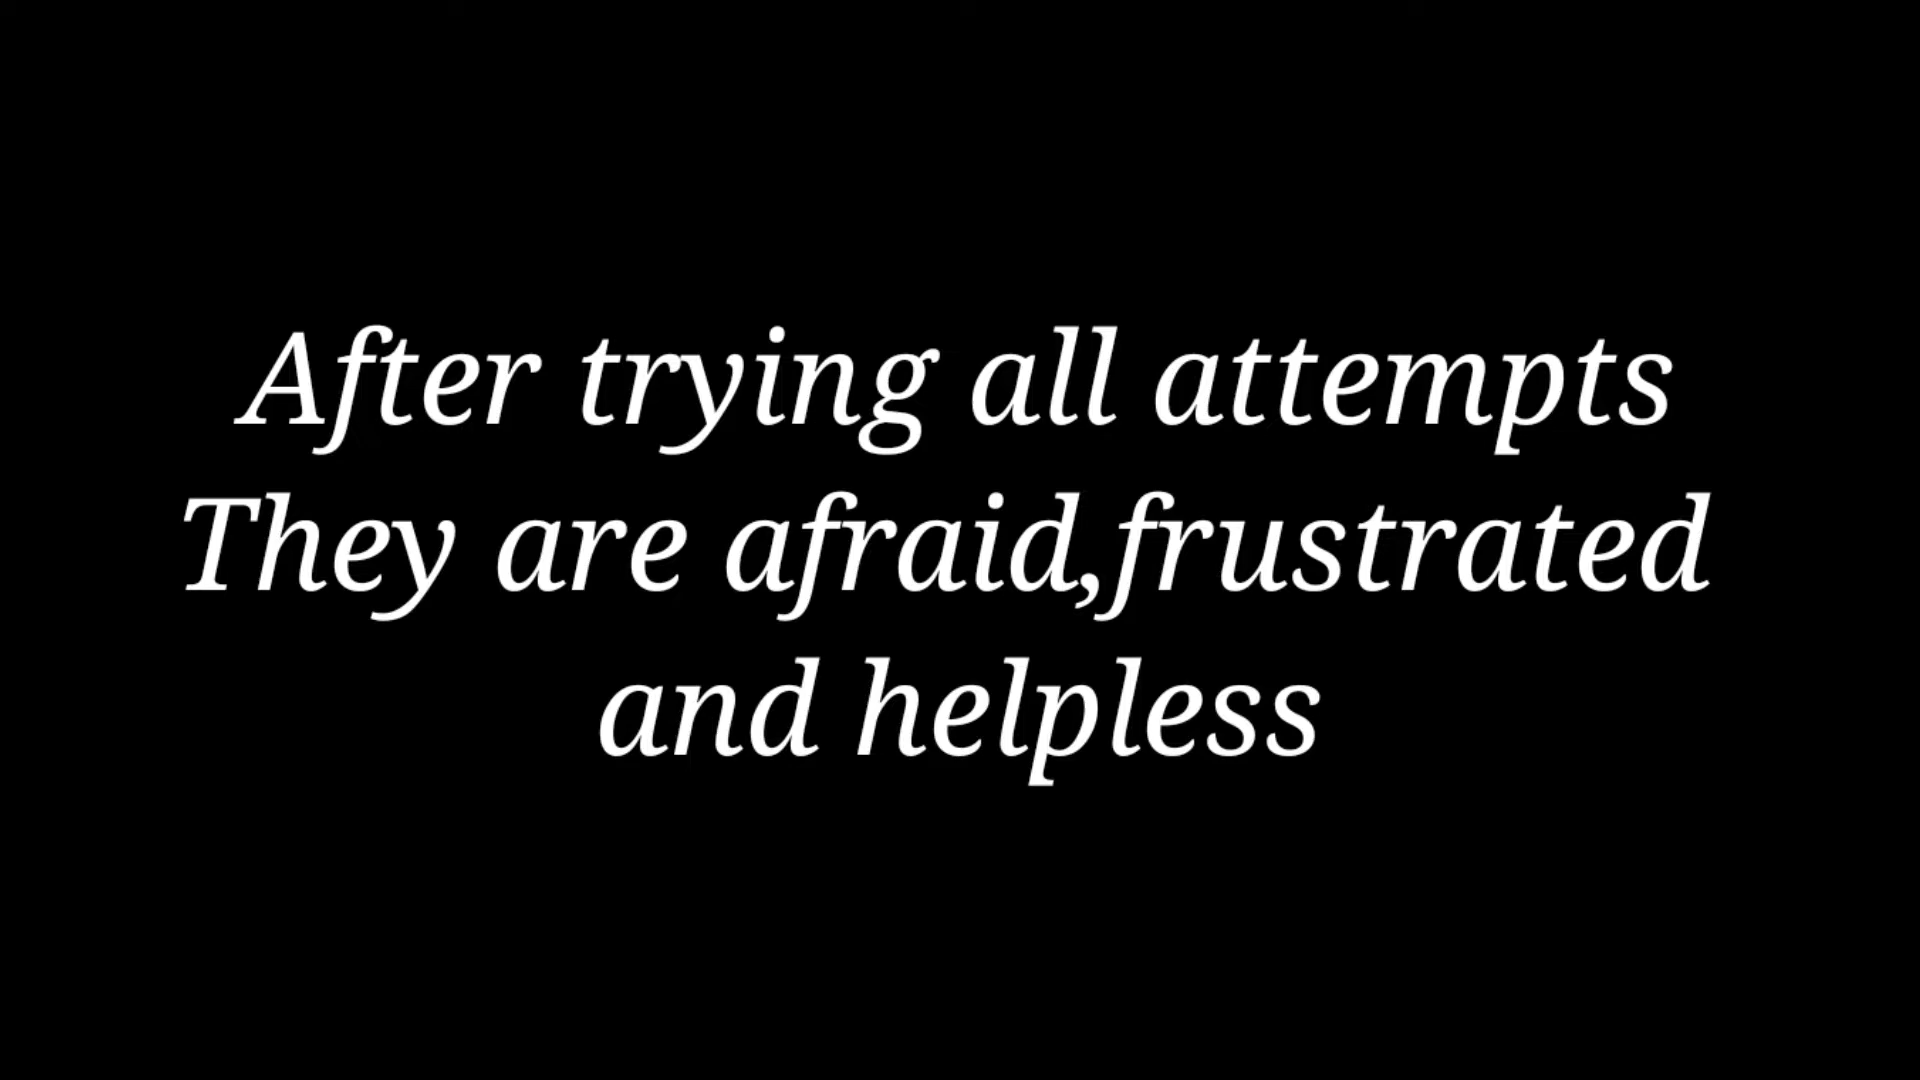 After trying all attempts
They are afraid,frustrated
and helpless